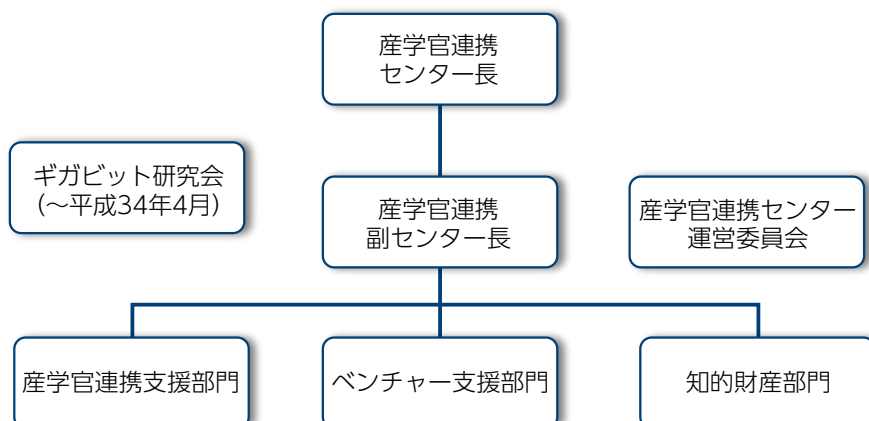 産学官連携
センター長
ギガビット研究会
（～平成34年4月）
産学官連携
副センター長
産学官連携センター
運営委員会
産学官連携支援部門
ベンチャー支援部門
知的財産部門